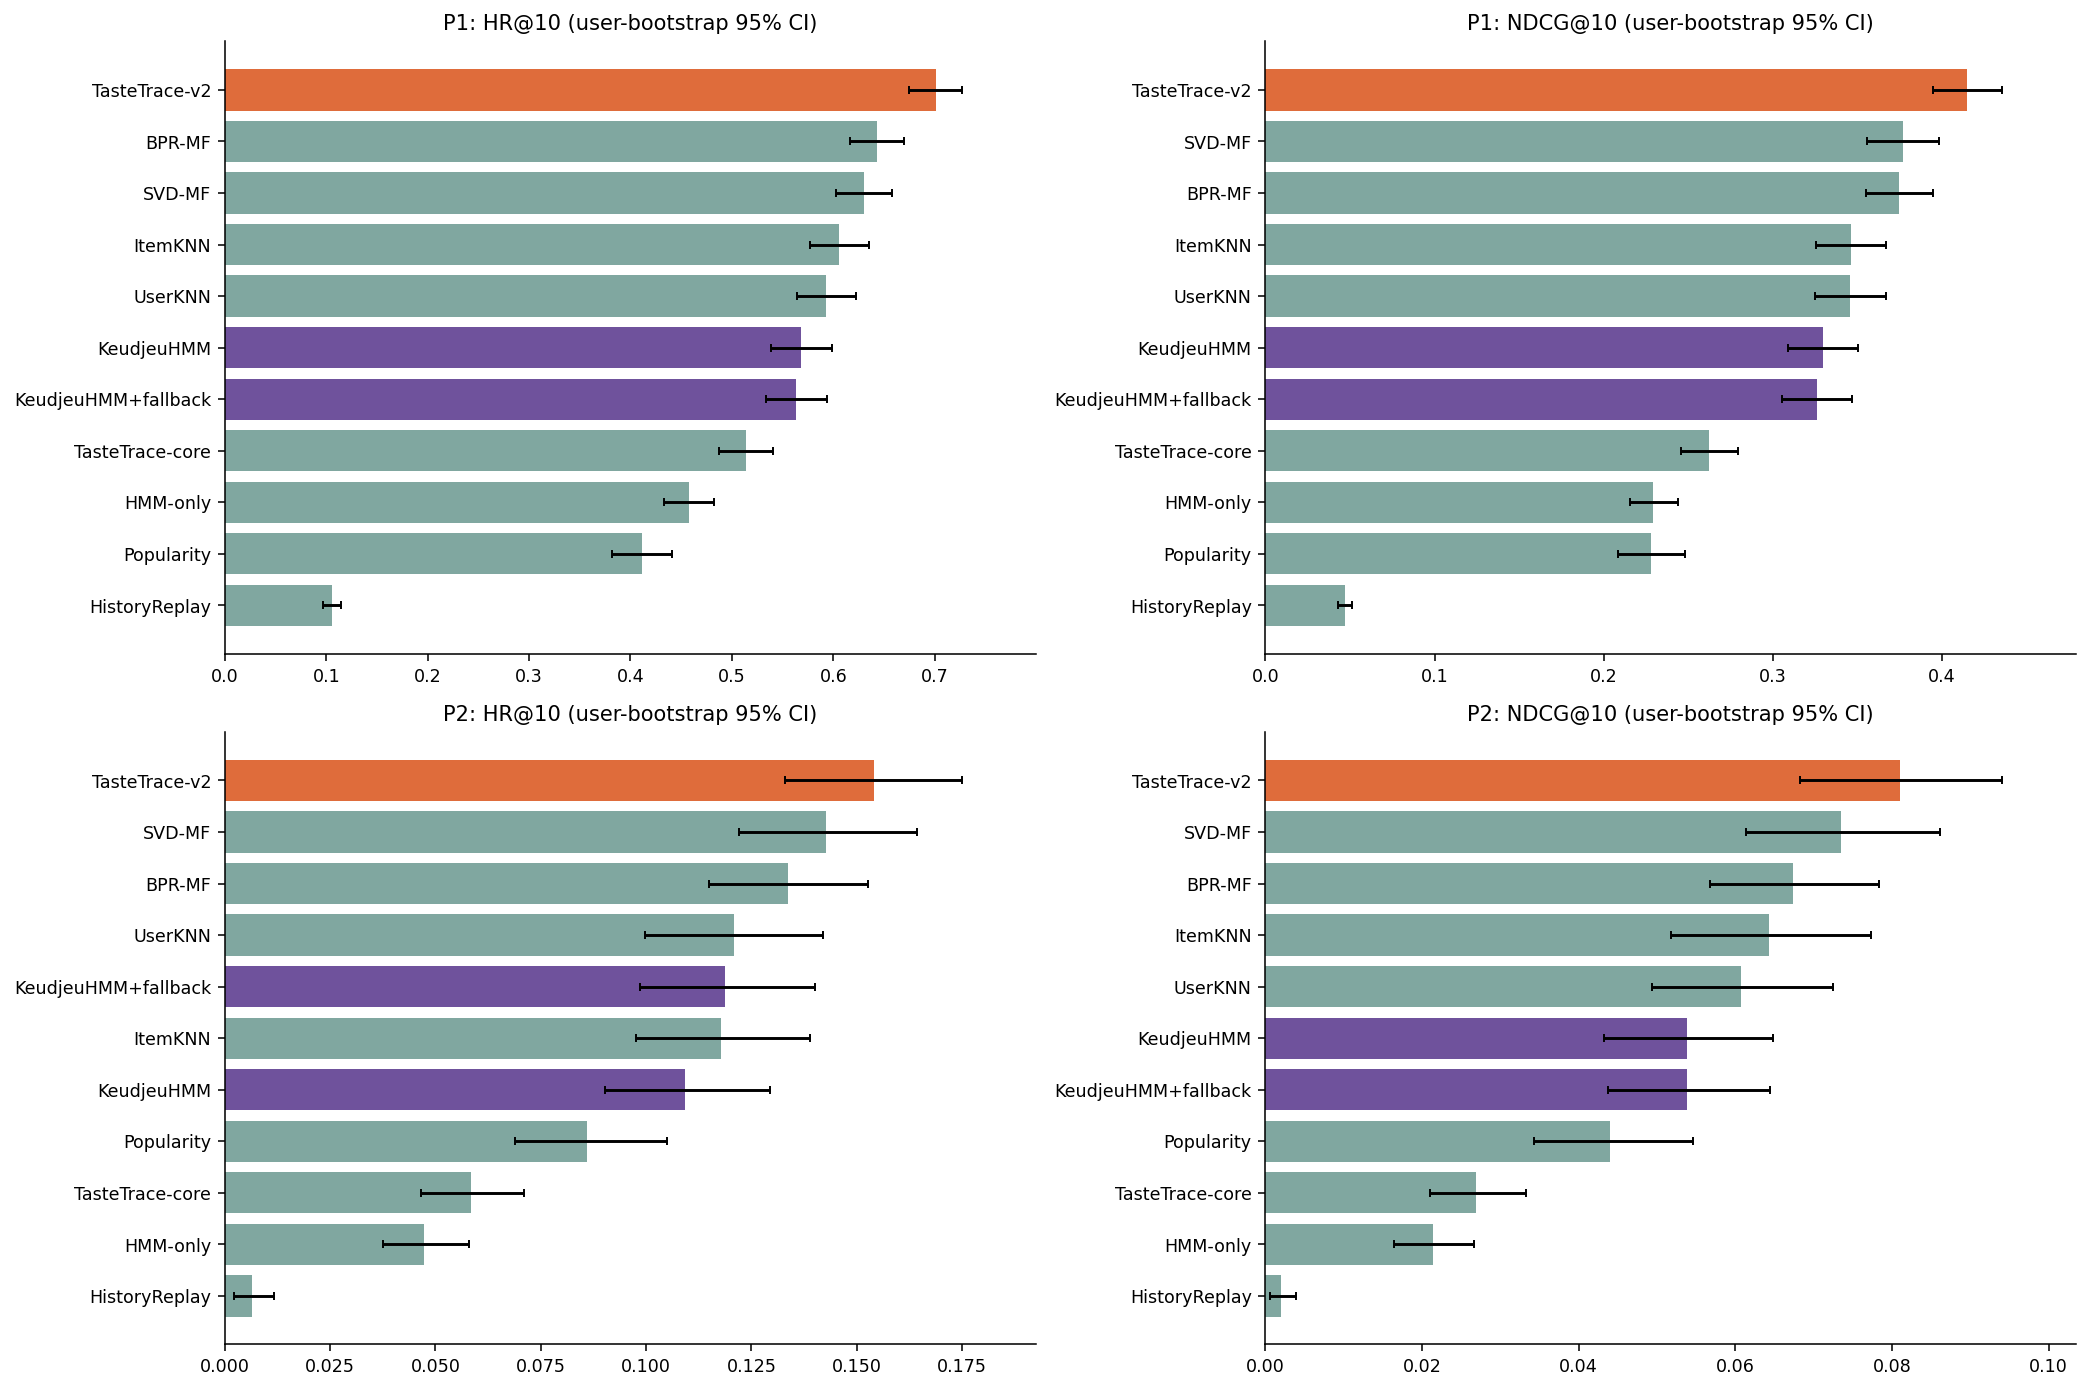 P1: HR@10 (user-bootstrap 95% CI)
TasteTrace-v2
BPR-MF
SVD-MF
ItemKNN
UserKNN
KeudjeuHMM
KeudjeuHMM+fallback
TasteTrace-core
HMM-only
Popularity
HistoryReplay
0.0 0.1 0.2 0.3 0.4 0.5 0.6 0.7
P1: NDCG@10 (user-bootstrap 95% CI)
TasteTrace-v2
SVD-MF
BPR-MF
ItemKNN
UserKNN
KeudjeuHMM
KeudjeuHMM+fallback
TasteTrace-core
HMM-only
Popularity
HistoryReplay
0.0 0.1 0.2 0.3 0.4
P2: HR@10 (user-bootstrap 95% CI)
TasteTrace-v2
SVD-MF
BPR-MF
UserKNN
KeudjeuHMM+fallback
ItemKNN
KeudjeuHMM
Popularity
TasteTrace-core
HMM-only
HistoryReplay
0.000 0.025 0.050 0.075 0.100 0.125 0.150 0.175
P2: NDCG@10 (user-bootstrap 95% CI)
TasteTrace-v2
SVD-MF
BPR-MF
ItemKNN
UserKNN
KeudjeuHMM
KeudjeuHMM+fallback
Popularity
TasteTrace-core
HMM-only
HistoryReplay
0.00 0.02 0.04 0.06 0.08 0.10